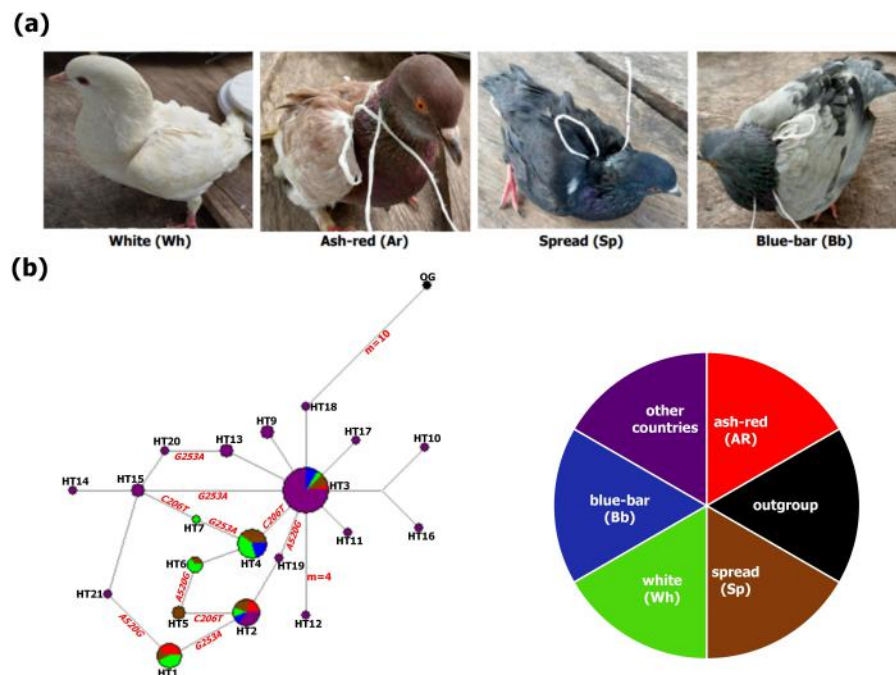 (a)
White (Wh)
Ash-red (Ar)
Spread (Sp)
Blue-bar (Bb)
(b)
OG
m=10
HT18
HT9
HT17
HT20
HT13
HT10
G253A
HT14
HT15
G253A
HT3
C206T
HT7
G253A
C206T
A520G
HT11
HT16
HT4
HT6
HT19
m=4
A520G
HT21
HT5
C206T
HT2
HT12
A520G
G253A
HT1
other
countries
ash-red
(AR)
blue-bar
(Bb)
outgroup
white
(Wh)
spread
(Sp)